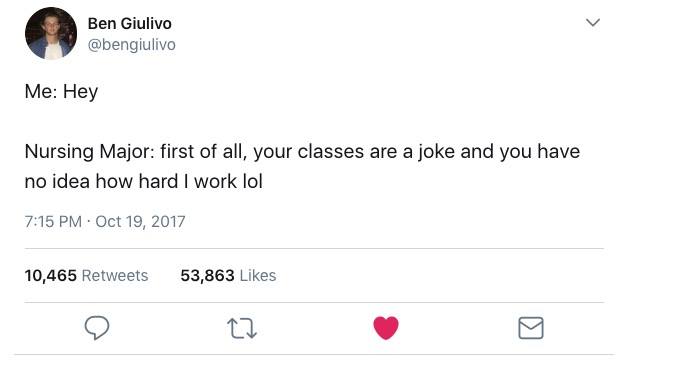 Ben Giulivo
@bengiulivo
Me: Hey
Nursing Major: first of all, your classes are a joke and you have
no idea how hard I work lol
7:15 PM · Oct 19, 2017
10,465 Retweets 53,863 Likes